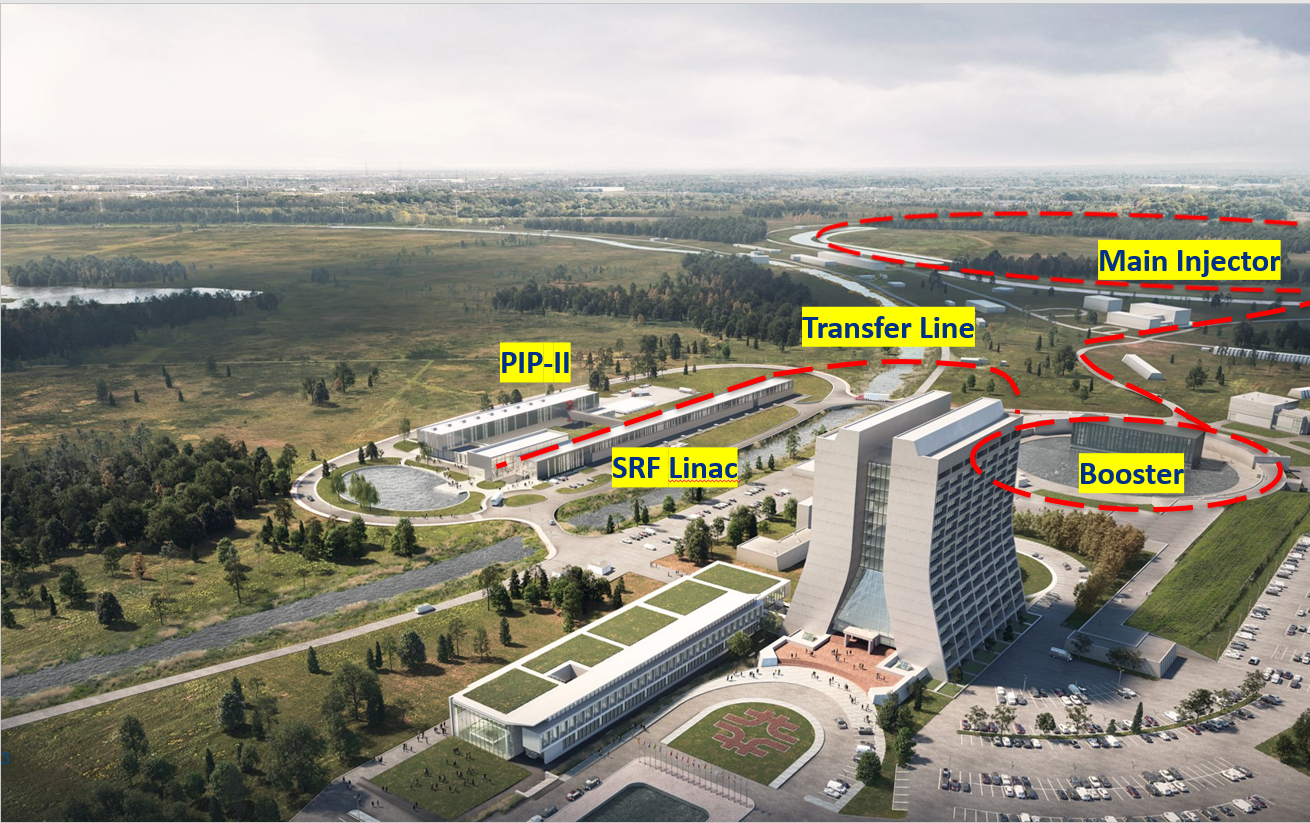 Main Injector
Transfer Line
PIP-II
SRF Linac
Booster